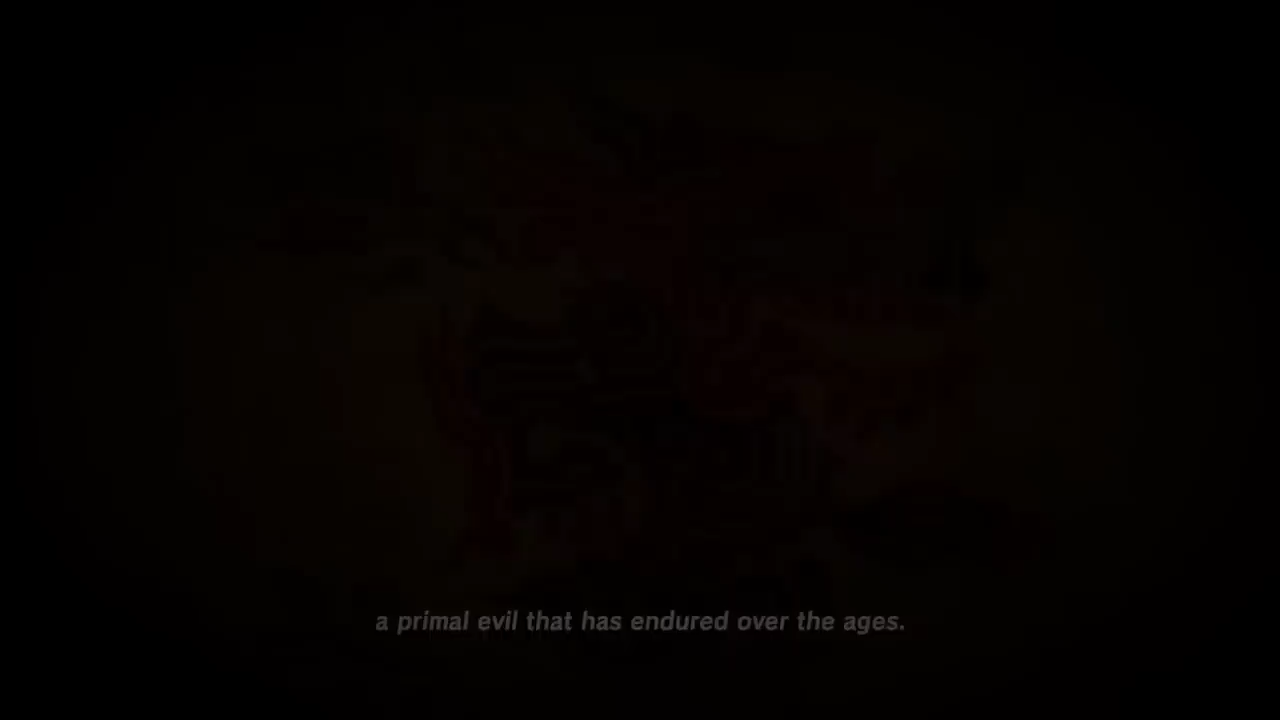 a primal evil that has endured over the ages.